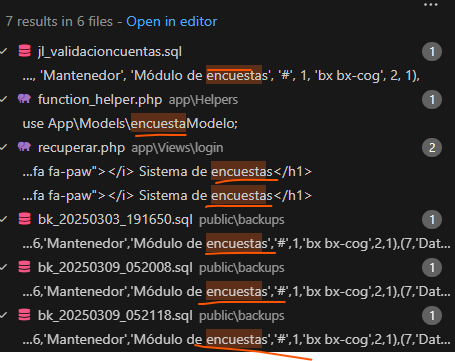 7 results in 6 files - Open in editor
jl_validacioncuentas.sql 1
..., 'Mantenedor', 'Módulo de encuestas', '#', 1, 'bx bx-cog', 2, 1),
function_helper.php app\Helpers 1
use App\Models\encuestaModelo;
recuperar.php app\Views\login 2
...fa fa-paw"></i> Sistema de encuestas</h1>
...fa fa-paw"></i> Sistema de encuestas</h1>
bk_20250303_191650.sql public\backups 1
...6,'Mantenedor','Módulo de encuestas','#',1,'bx bx-cog',2,1),(7,'Dat...
bk_20250309_052008.sql public\backups 1
...6,'Mantenedor','Módulo de encuestas','#',1,'bx bx-cog',2,1),(7,'Dat...
bk_20250309_052118.sql public\backups 1
...6,'Mantenedor','Módulo de encuestas','#',1,'bx bx-cog',2,1),(7,'Dat...